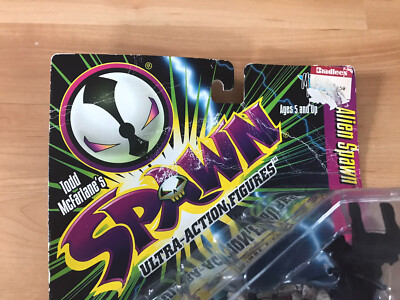 Todd
McFarlane's
SPAWN
ULTRA-ACTION FIGURES
Bradlees
Ages 5 and Up
Alien Spawn